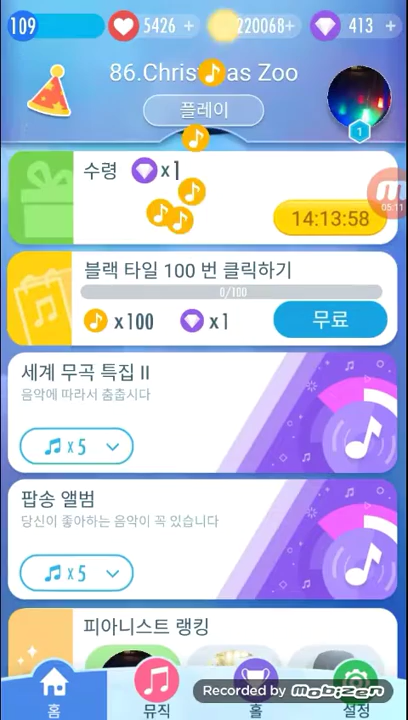 109 5426 + 220068+ 413 +
86.Chris as Zoo
플레이
1
수령 x1
05:11
14:13:58
블랙 타일 100 번 클릭하기
0/100
x100 x1 무료
세계 무곡 특집 II
음악에 따라서 춤춥시다
x 5
팝송 앨범
당신이 좋아하는 음악이 꼭 있습니다
x 5
피아니스트 랭킹
Recorded by MOBIZEN
홈 뮤직 홀 설정